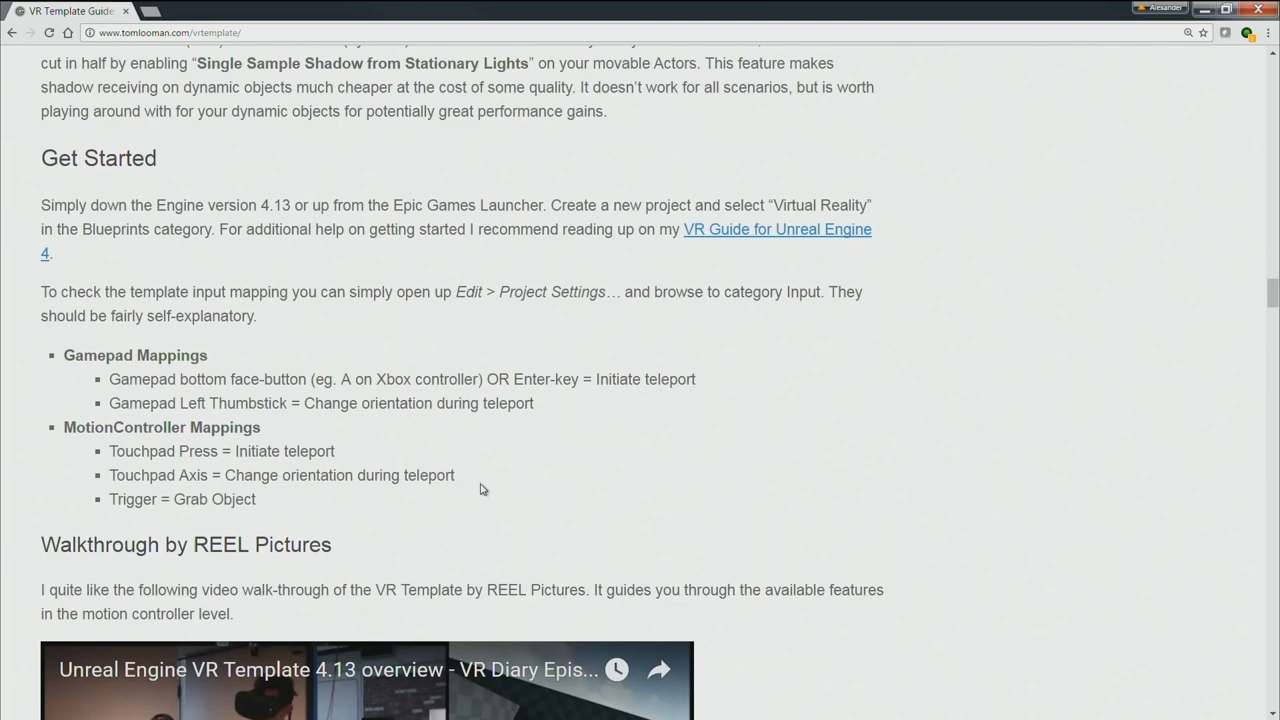 VR Template Guide
Alexander
www.tomlooman.com/vrtemplate/
cut in half by enabling “Single Sample Shadow from Stationary Lights” on your movable Actors. This feature makes
shadow receiving on dynamic objects much cheaper at the cost of some quality. It doesn’t work for all scenarios, but is worth
playing around with for your dynamic objects for potentially great performance gains.
Get Started
Simply down the Engine version 4.13 or up from the Epic Games Launcher. Create a new project and select “Virtual Reality”
in the Blueprints category. For additional help on getting started I recommend reading up on my VR Guide for Unreal Engine
4.
To check the template input mapping you can simply open up Edit > Project Settings… and browse to category Input. They
should be fairly self-explanatory.
Gamepad Mappings
Gamepad bottom face-button (eg. A on Xbox controller) OR Enter-key = Initiate teleport
Gamepad Left Thumbstick = Change orientation during teleport
MotionController Mappings
Touchpad Press = Initiate teleport
Touchpad Axis = Change orientation during teleport
Trigger = Grab Object
Walkthrough by REEL Pictures
I quite like the following video walk-through of the VR Template by REEL Pictures. It guides you through the available features
in the motion controller level.
Unreal Engine VR Template 4.13 overview - VR Diary Epis...